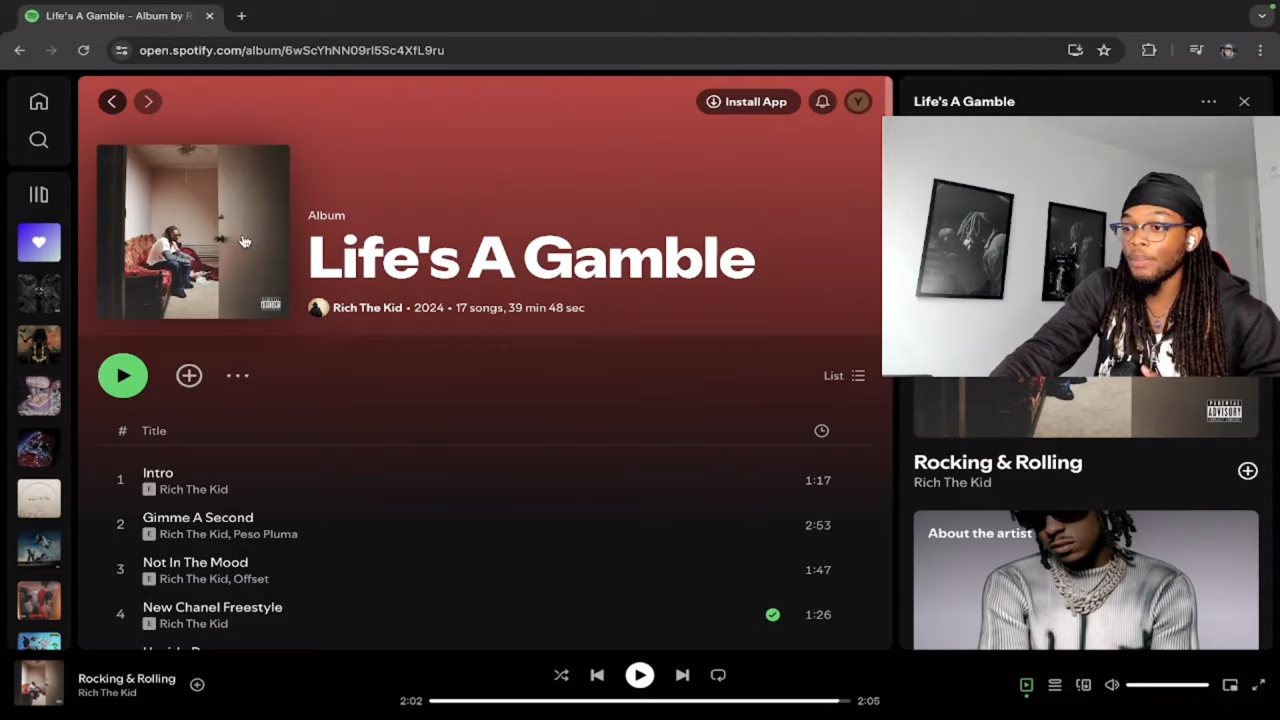 Life's A Gamble - Album by R
open.spotify.com/album/6wScYhNN09rI5Sc4XfL9ru
Install App
Y
Life's A Gamble
Album
Life's A Gamble
Rich The Kid • 2024 • 17 songs, 39 min 48 sec
List
# Title
1 Intro 1:17
E Rich The Kid
2 Gimme A Second 2:53
E Rich The Kid, Peso Pluma
3 Not In The Mood 1:47
E Rich The Kid, Offset
4 New Chanel Freestyle 1:26
E Rich The Kid
PARENTAL
ADVISORY
Rocking & Rolling
Rich The Kid
About the artist
Rocking & Rolling
Rich The Kid
2:02
2:05